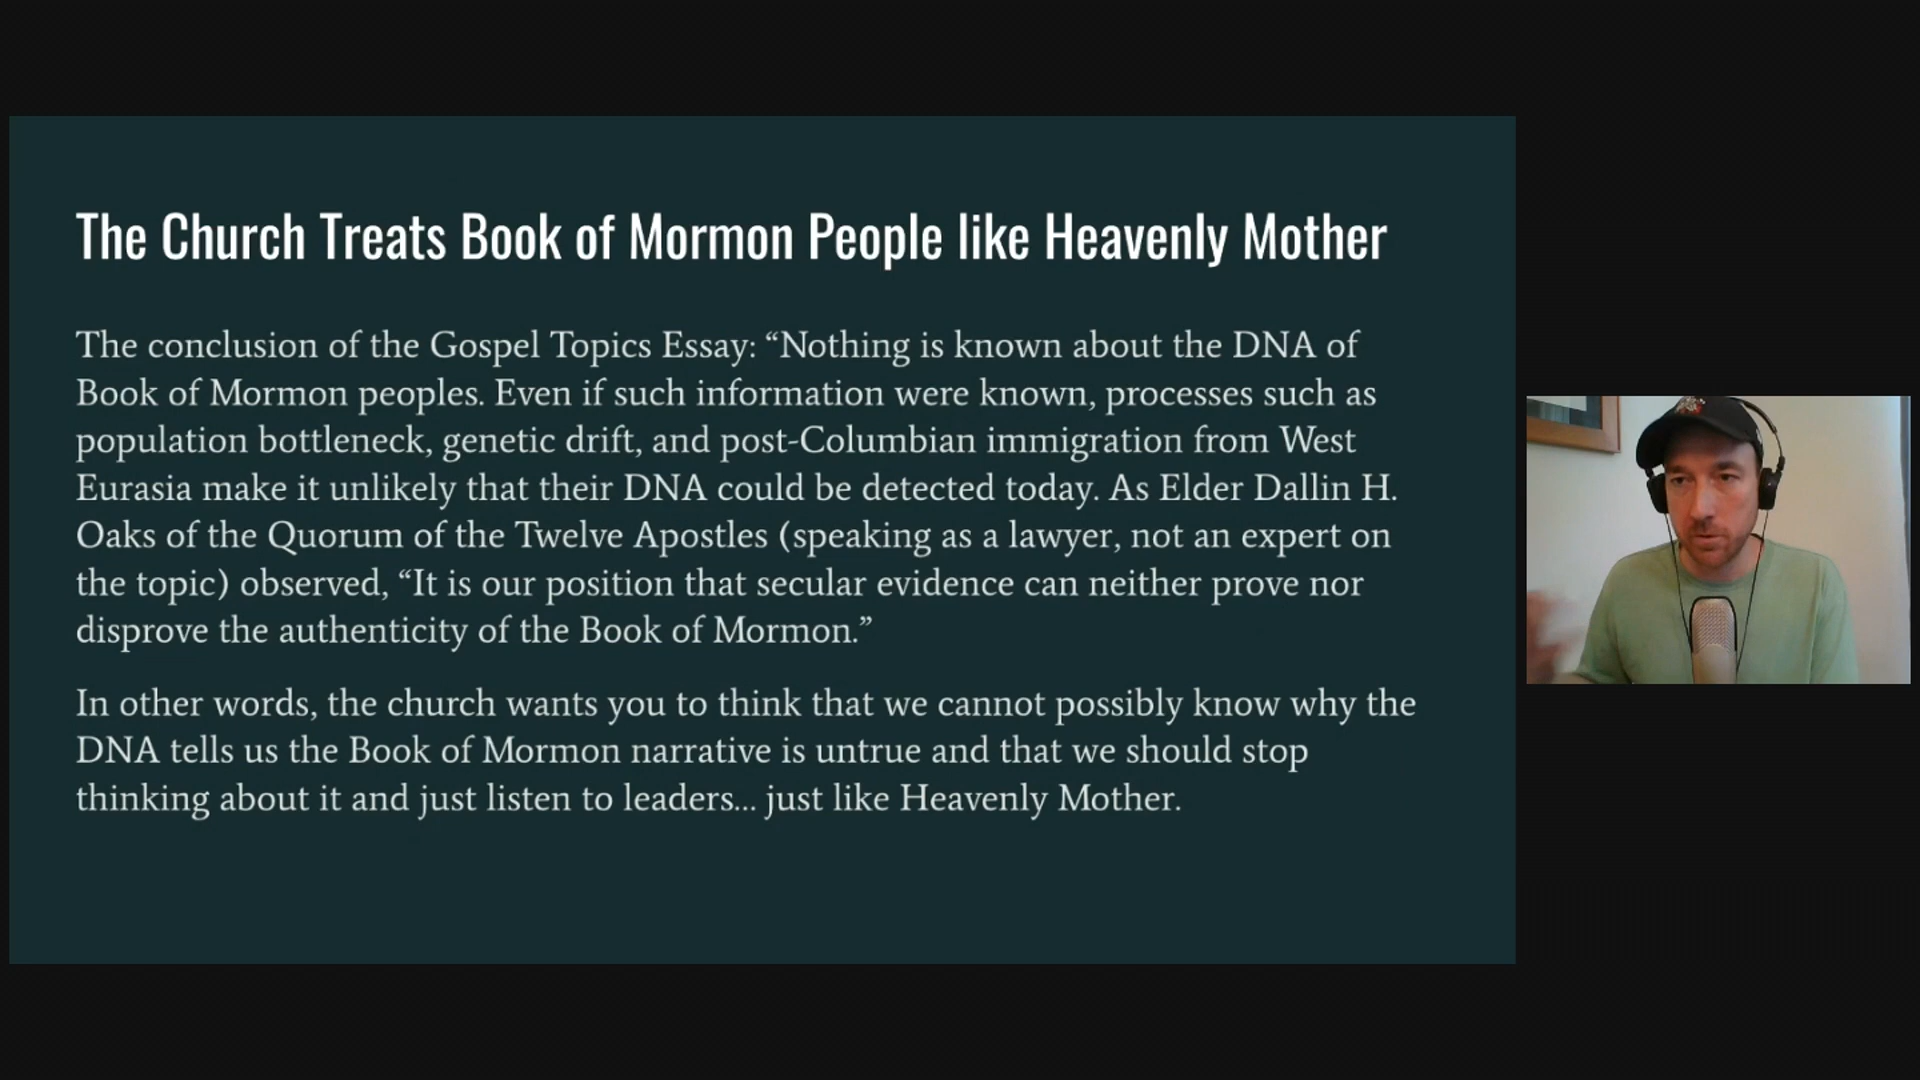 The Church Treats Book of Mormon People like Heavenly Mother
The conclusion of the Gospel Topics Essay: “Nothing is known about the DNA of
Book of Mormon peoples. Even if such information were known, processes such as
population bottleneck, genetic drift, and post-Columbian immigration from West
Eurasia make it unlikely that their DNA could be detected today. As Elder Dallin H.
Oaks of the Quorum of the Twelve Apostles (speaking as a lawyer, not an expert on
the topic) observed, “It is our position that secular evidence can neither prove nor
disprove the authenticity of the Book of Mormon.”
In other words, the church wants you to think that we cannot possibly know why the
DNA tells us the Book of Mormon narrative is untrue and that we should stop
thinking about it and just listen to leaders... just like Heavenly Mother.